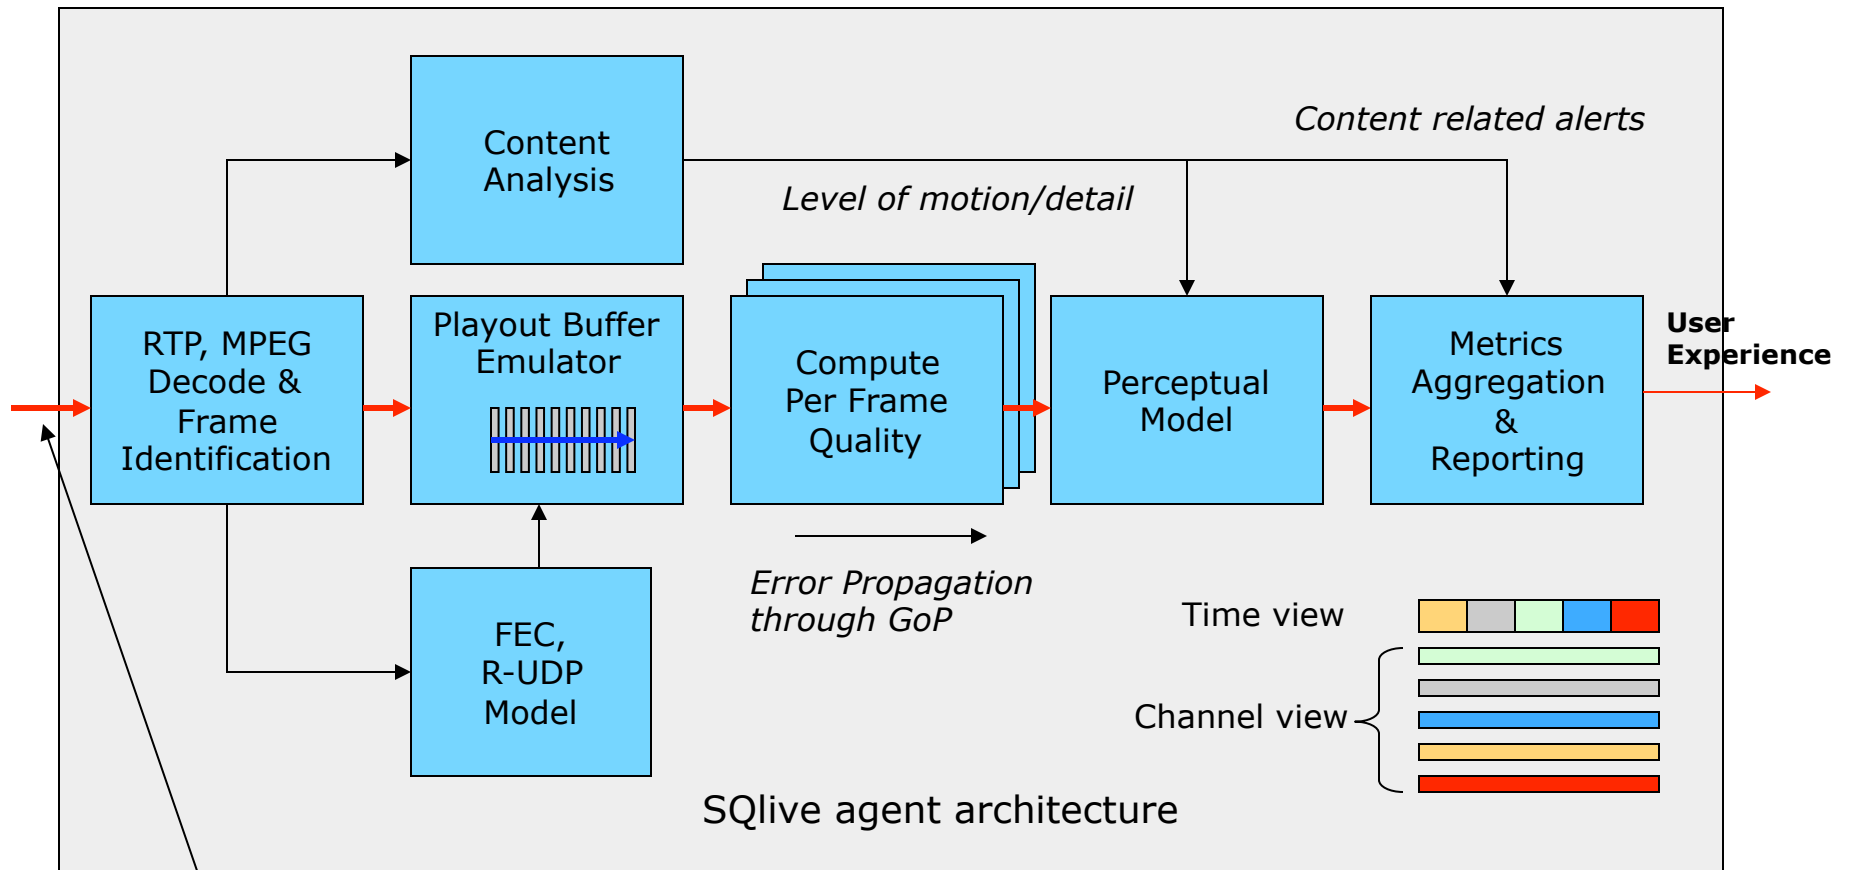 Content
Analysis
Content related alerts
Level of motion/detail
RTP, MPEG
Decode &
Frame
Identification
Playout Buffer
Emulator
Compute
Per Frame
Quality
Perceptual
Model
Metrics
Aggregation
&
Reporting
User
Experience
Error Propagation
through GoP
FEC,
R-UDP
Model
Time view
Channel view
SQlive agent architecture